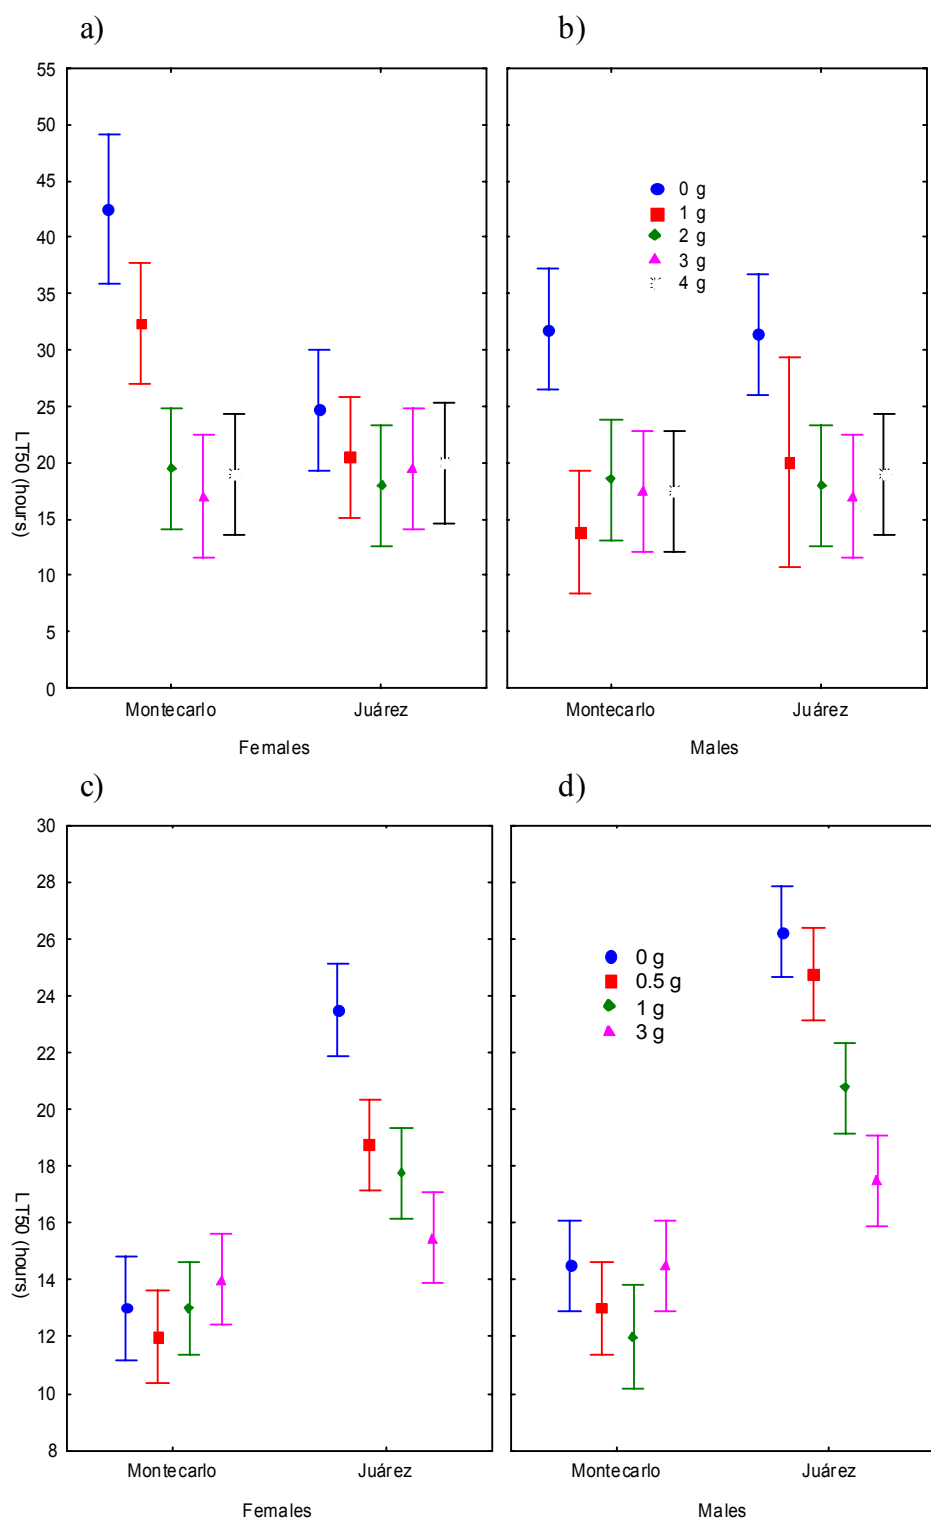 a)
b)
55
50
45
40
35
30
25
20
15
10
5
0
LT50 (hours)
0 g
1 g
2 g
3 g
4 g
Montecarlo Juárez
Females
Montecarlo Juárez
Males
c)
d)
30
28
26
24
22
20
18
16
14
12
10
8
LT50 (hours)
0 g
0.5 g
1 g
3 g
Montecarlo Juárez
Females
Montecarlo Juárez
Males